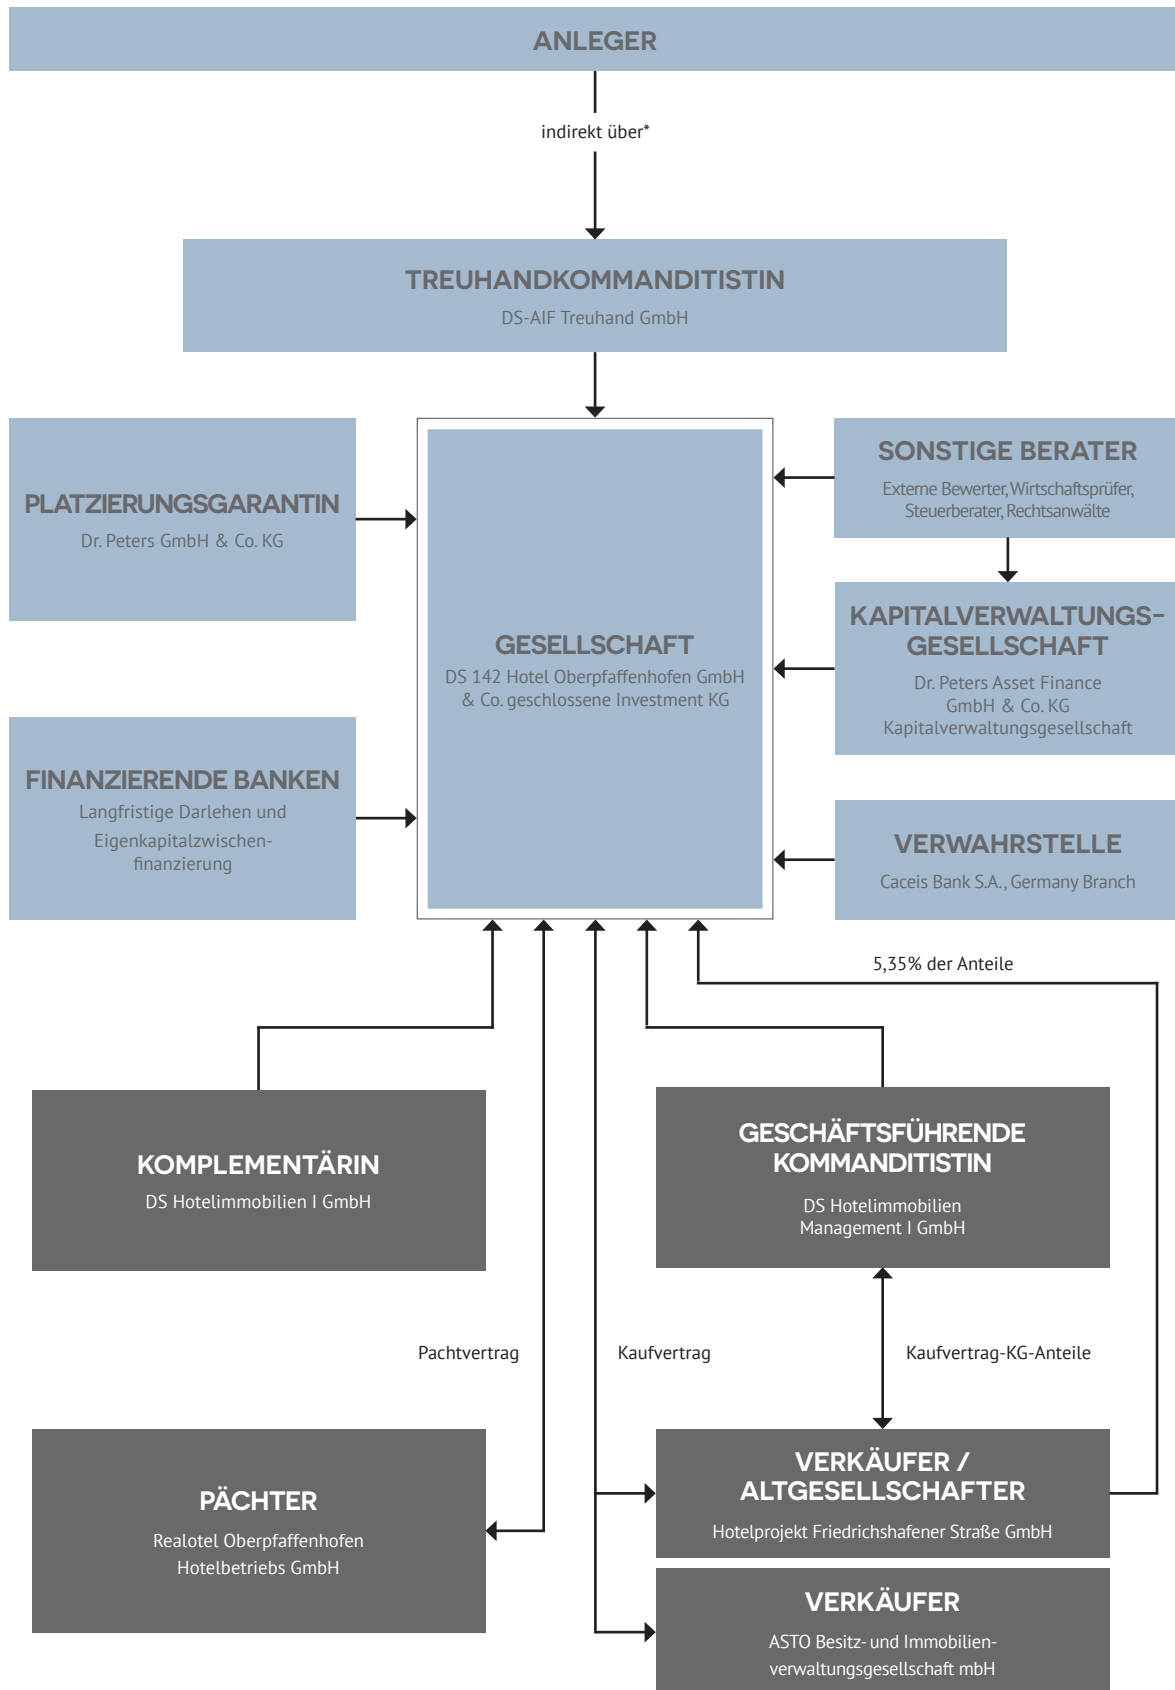 ANLEGER
indirekt über*
TREUHANDKOMMANDITISTIN
DS-AIF Treuhand GmbH
PLATZIERUNGSGARANTIN
Dr. Peters GmbH & Co. KG
FINANZIERENDE BANKEN
Langfristige Darlehen und
Eigenkapitalzwischen-
finanzierung
GESELLSCHAFT
DS 142 Hotel Oberpfaffenhofen GmbH
& Co. geschlossene Investment KG
SONSTIGE BERATER
Externe Bewerter, Wirtschaftsprüfer,
Steuerberater, Rechtsanwälte
KAPITALVERWALTUNGS-
GESELLSCHAFT
Dr. Peters Asset Finance
GmbH & Co. KG
Kapitalverwaltungsgesellschaft
VERWAHRSTELLE
Caceis Bank S.A., Germany Branch
5,35% der Anteile
KOMPLEMENTÄRIN
DS Hotelimmobilien I GmbH
GESCHÄFTSFÜHRENDE
KOMMANDITISTIN
DS Hotelimmobilien
Management I GmbH
Pachtvertrag
Kaufvertrag
Kaufvertrag-KG-Anteile
PÄCHTER
Realotel Oberpfaffenhofen
Hotelbetriebs GmbH
VERKÄUFER /
ALTGESELLSCHAFTER
Hotelprojekt Friedrichshafener Straße GmbH
VERKÄUFER
ASTO Besitz- und Immobilien-
verwaltungsgesellschaft mbH